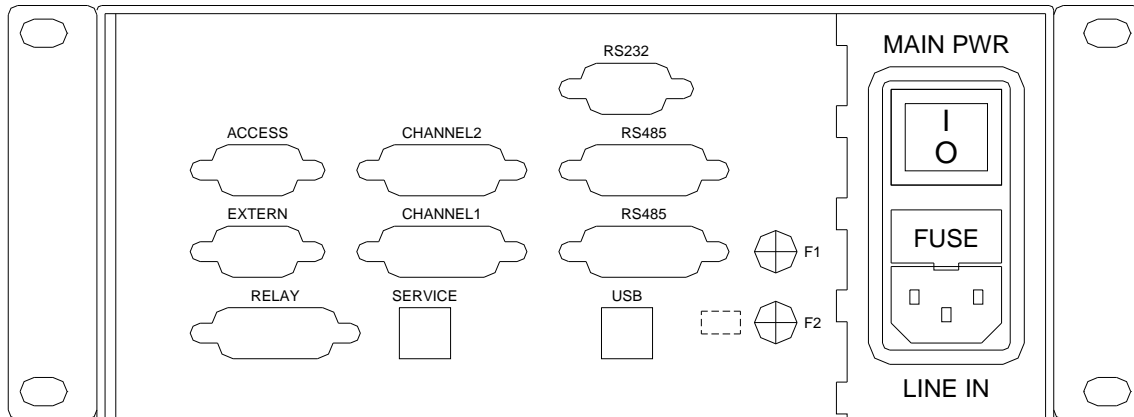 RS232
MAIN PWR
ACCESS
CHANNEL2
RS485
I
O
EXTERN
CHANNEL1
RS485
F1
FUSE
RELAY
SERVICE
USB
F2
LINE IN